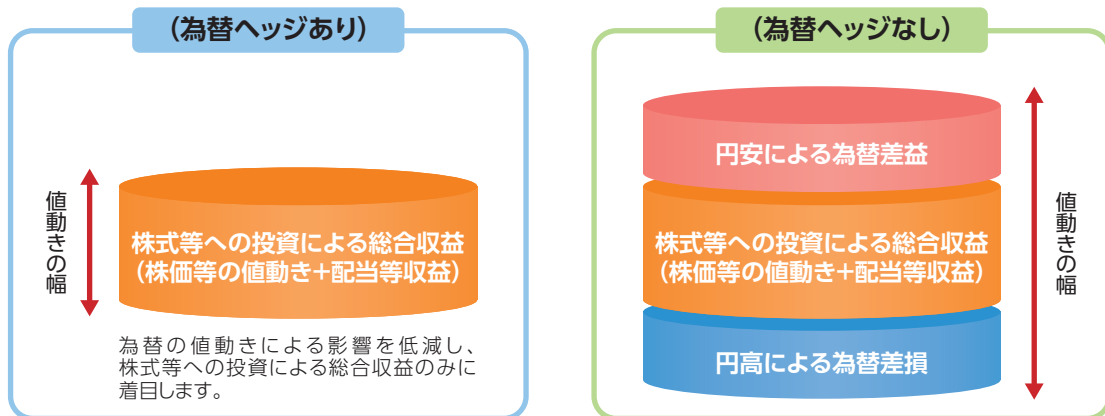 (為替ヘッジあり)
値動きの幅
株式等への投資による総合収益
(株価等の値動き+配当等収益)
為替の値動きによる影響を低減し、
株式等への投資による総合収益のみに
着目します。
(為替ヘッジなし)
円安による為替差益
株式等への投資による総合収益
(株価等の値動き+配当等収益)
円高による為替差損
値動きの幅